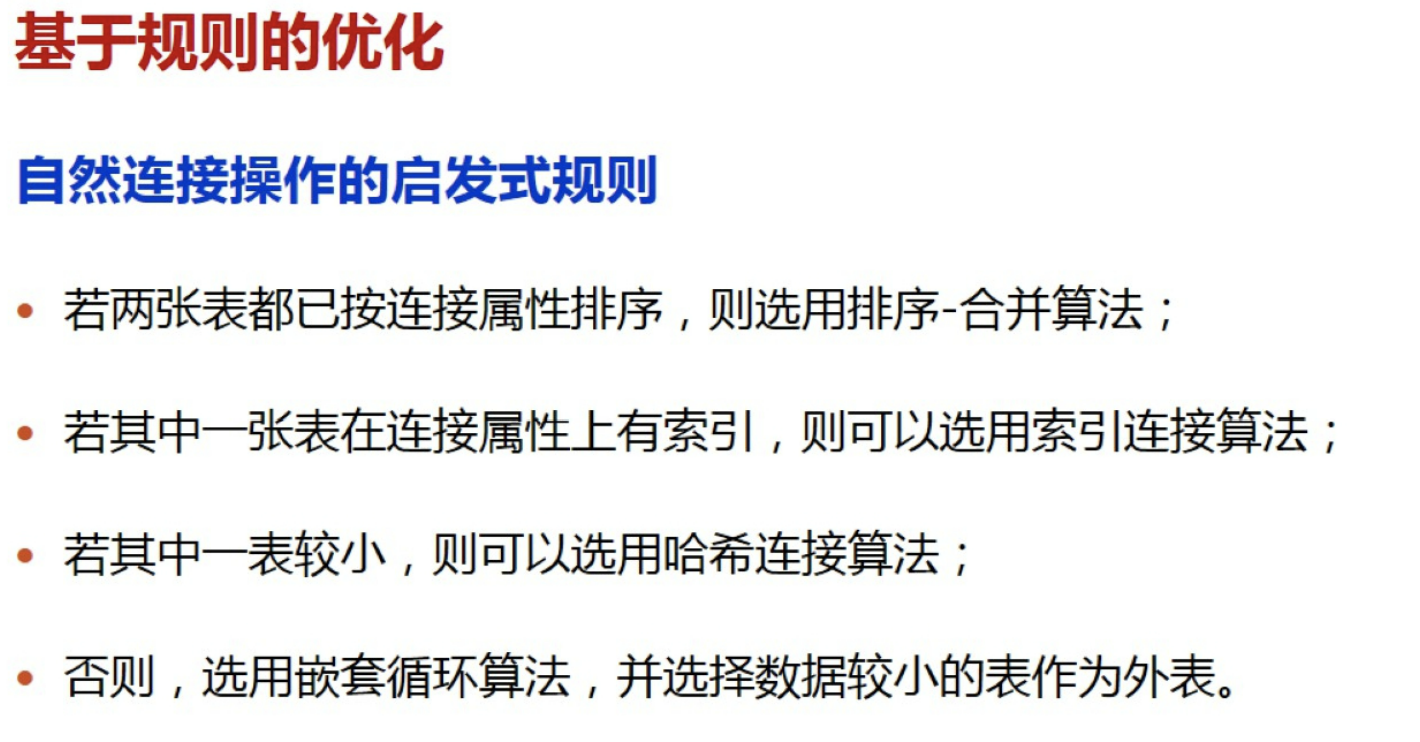 基于规则的优化
自然连接操作的启发式规则
• 若两张表都已按连接属性排序，则选用排序-合并算法；
• 若其中一张表在连接属性上有索引，则可以选用索引连接算法；
• 若其中一表较小，则可以选用哈希连接算法；
• 否则，选用嵌套循环算法，并选择数据较小的表作为外表。